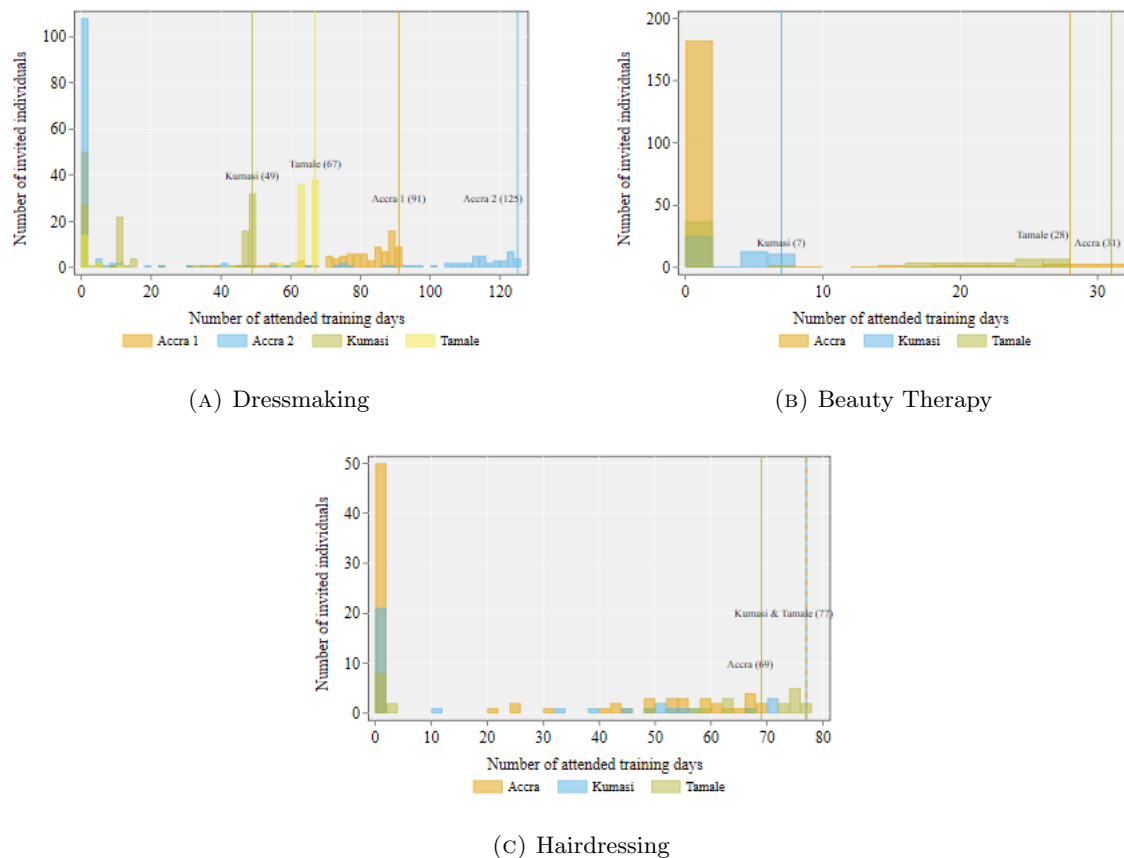 Number of invited individuals
100
80
60
40
20
0
Kumasi (49)
Tamale (67)
Accra 1 (91)
Accra 2 (125)
0 20 40 60 80 100 120
Number of attended training days
Accra 1 Accra 2 Kumasi Tamale
(A) Dressmaking
Number of invited individuals
200
150
100
50
0
Kumasi (7)
Tamale (28)
Accra (31)
0 10 20 30
Number of attended training days
Accra Kumasi Tamale
(B) Beauty Therapy
Number of invited individuals
50
40
30
20
10
0
Kumasi & Tamale (77)
Accra (69)
0 10 20 30 40 50 60 70 80
Number of attended training days
Accra Kumasi Tamale
(C) Hairdressing